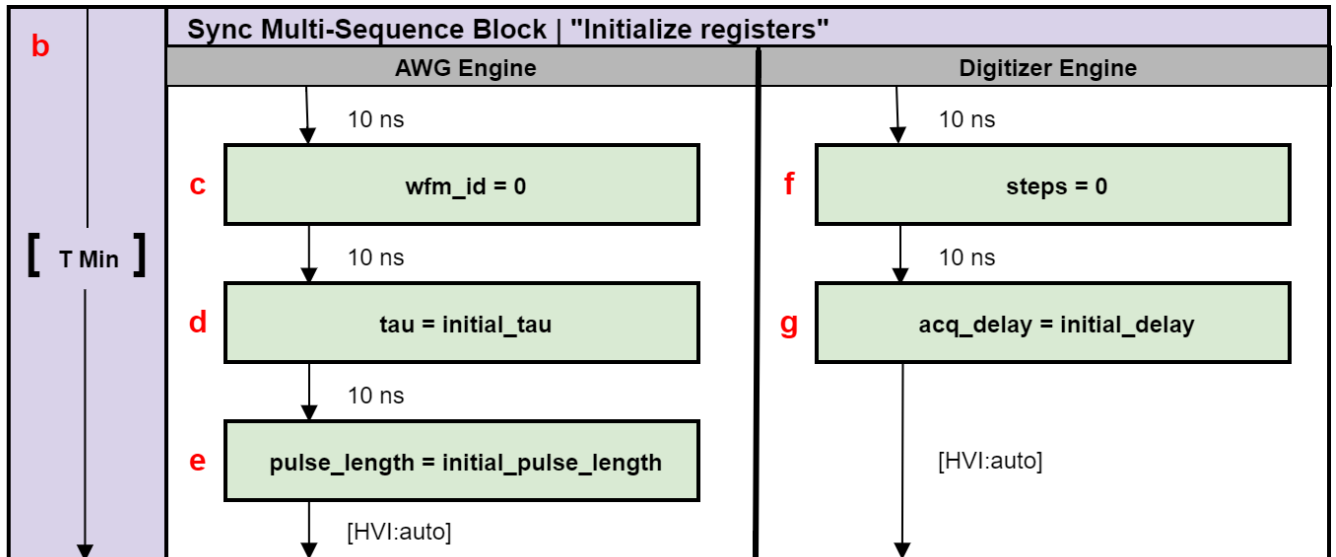 b
Sync Multi-Sequence Block | "Initialize registers"
AWG Engine
Digitizer Engine
10 ns
10 ns
c
wfm_id = 0
f
steps = 0
10 ns
10 ns
[ T Min ]
d
tau = initial_tau
g
acq_delay = initial_delay
10 ns
e
pulse_length = initial_pulse_length
[HVI:auto]
[HVI:auto]